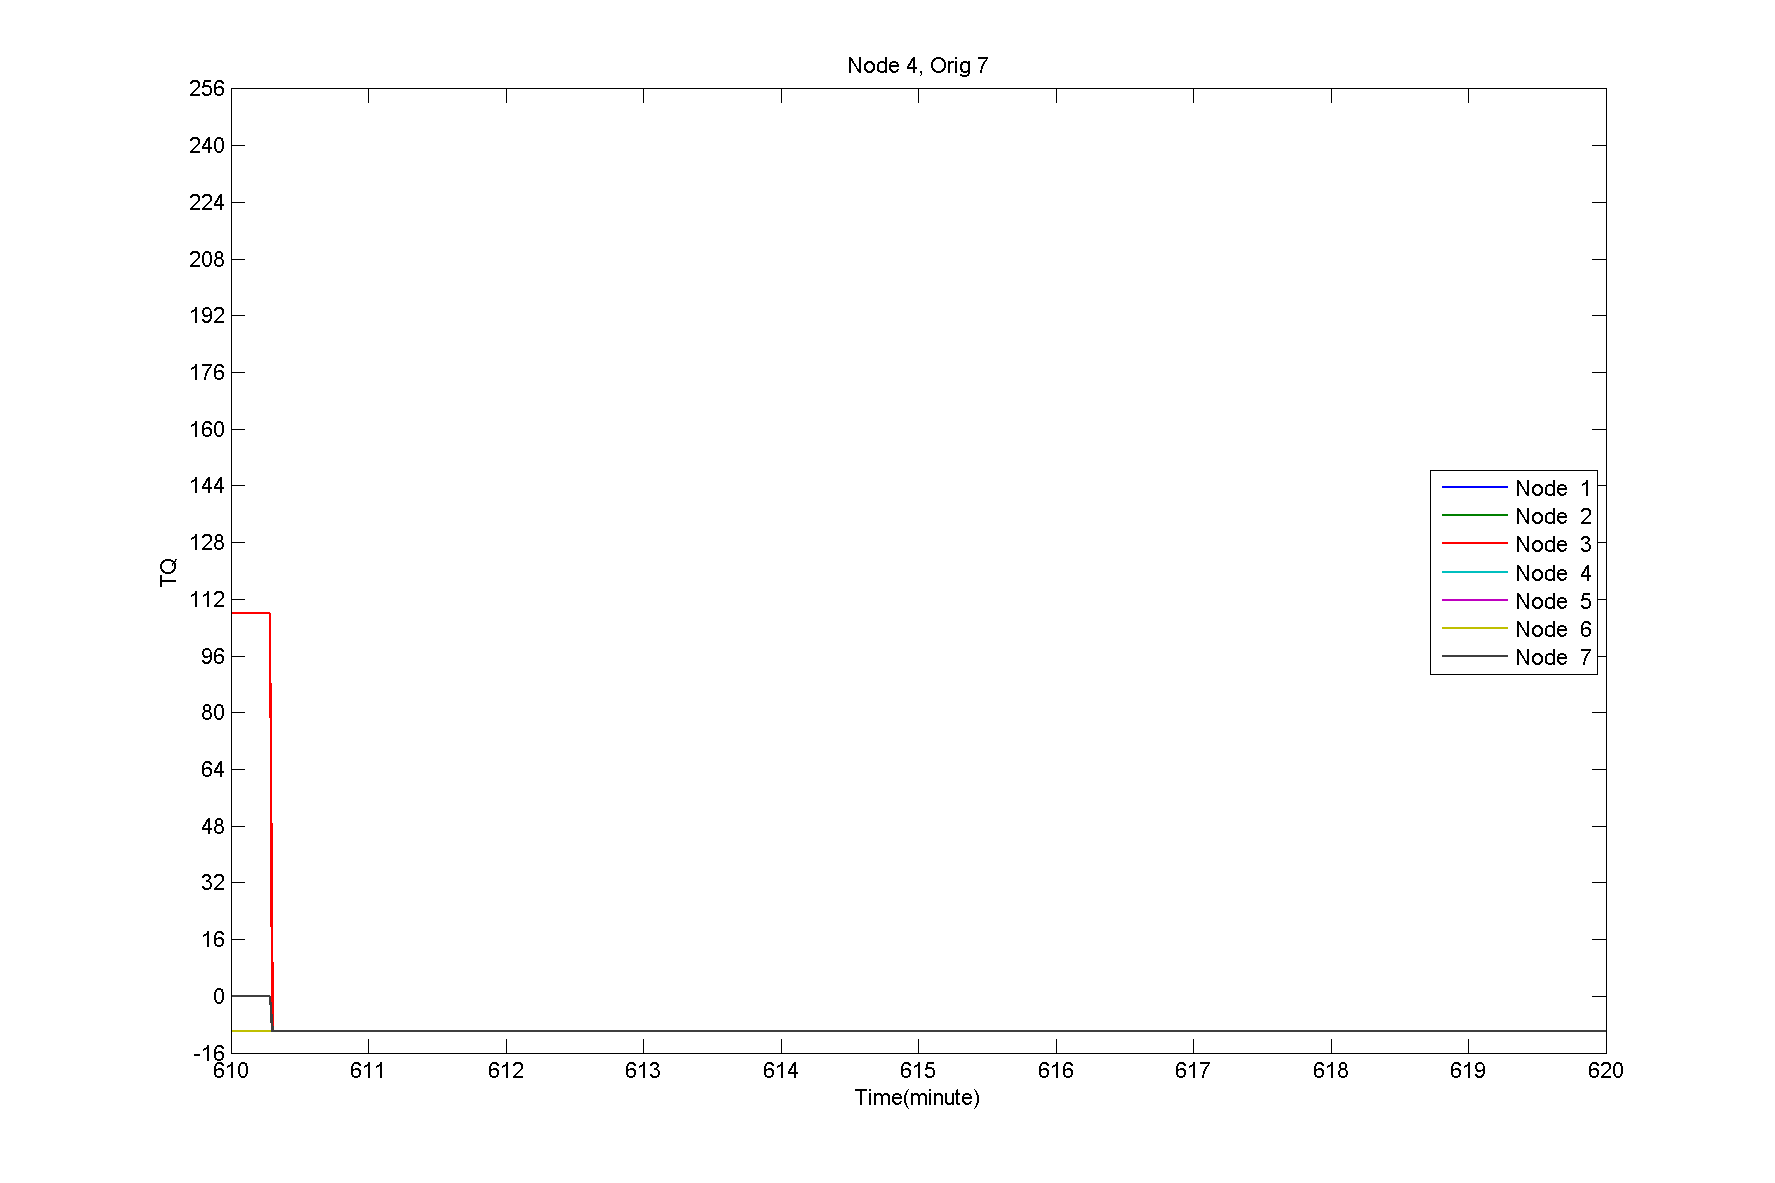 Node 4, Orig 7
256
240
224
208
192
176
160
144
128
112
96
80
64
48
32
16
0
-16
TQ
Node 1
Node 2
Node 3
Node 4
Node 5
Node 6
Node 7
610 611 612 613 614 615 616 617 618 619 620
Time(minute)